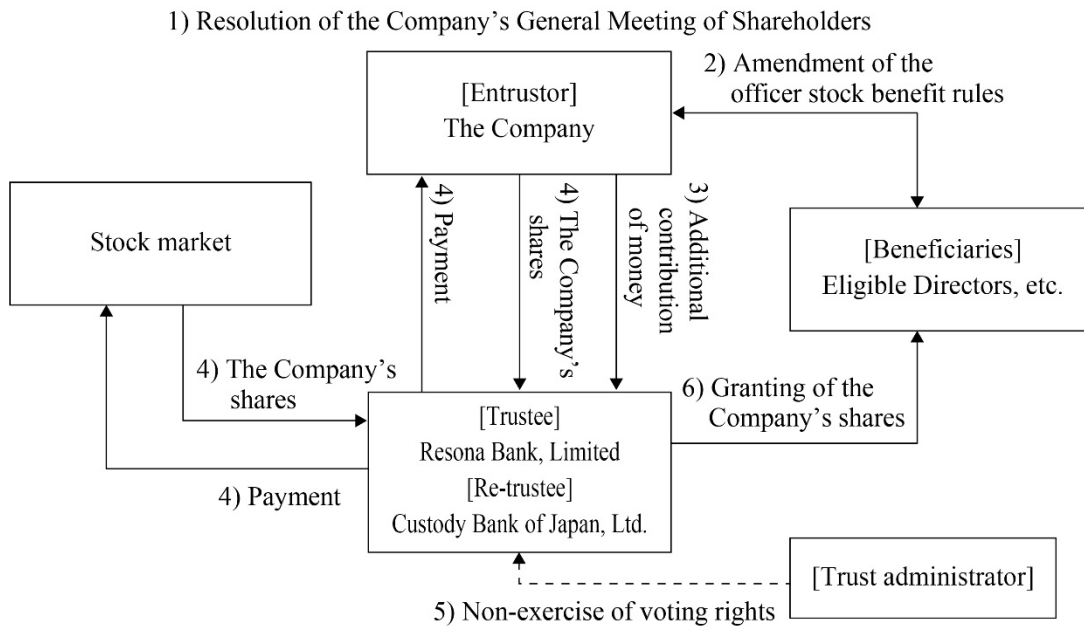 1) Resolution of the Company’s General Meeting of Shareholders
[Entrustor]
The Company
2) Amendment of the
officer stock benefit rules
Stock market
4) Payment
4) The Company’s
shares
3) Additional
contribution
of money
[Beneficiaries]
Eligible Directors, etc.
4) The Company’s
shares
[Trustee]
Resona Bank, Limited
[Re-trustee]
Custody Bank of Japan, Ltd.
6) Granting of the
Company’s shares
4) Payment
[Trust administrator]
5) Non-exercise of voting rights